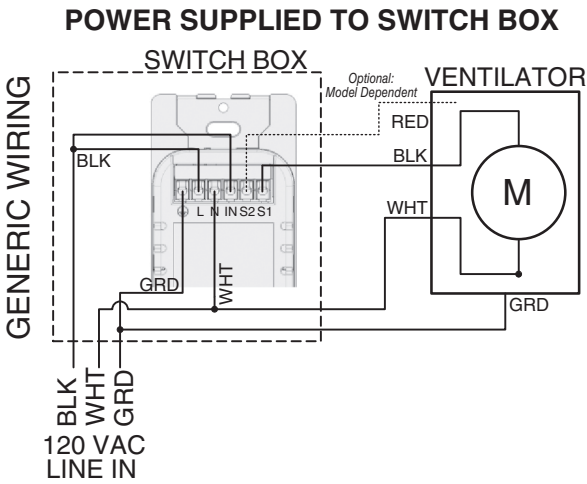 POWER SUPPLIED TO SWITCH BOX
SWITCH BOX
Optional:
Model Dependent
VENTILATOR
GENERIC WIRING
RED
BLK
BLK
M
WHT
L N IN S2 S1
GRD
WHT
GRD
BLK
WHT
GRD
120 VAC
LINE IN